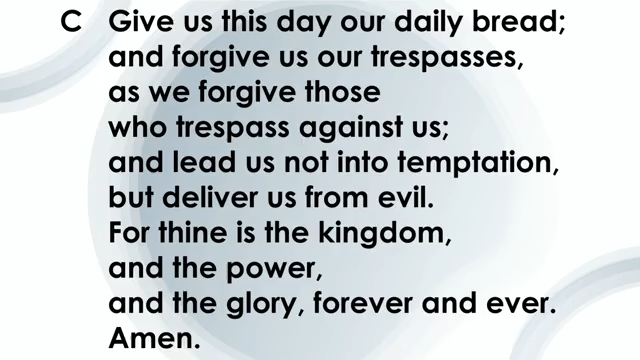 C Give us this day our daily bread;
and forgive us our trespasses,
as we forgive those
who trespass against us;
and lead us not into temptation,
but deliver us from evil.
For thine is the kingdom,
and the power,
and the glory, forever and ever.
Amen.